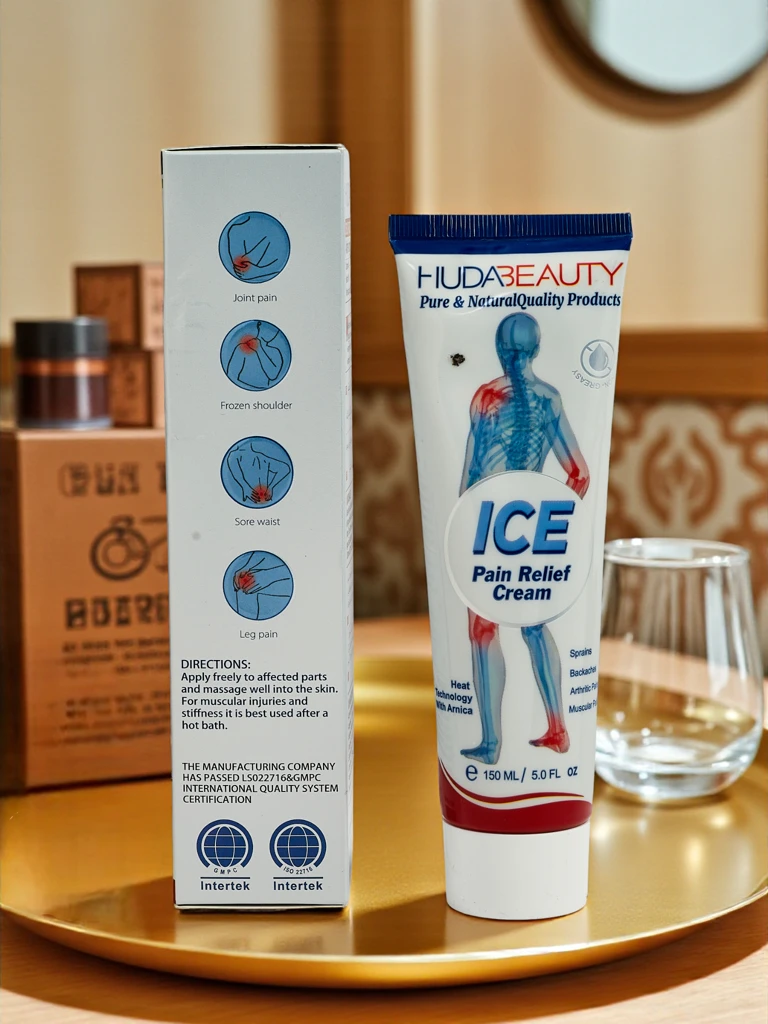 Joint pain
Frozen shoulder
Sore waist
Leg pain
DIRECTIONS:
Apply freely to affected parts
and massage well into the skin.
For muscular injuries and
stiffness it is best used after a
hot bath.
THE MANUFACTURING COMPANY
HAS PASSED LS022716&GMPC
INTERNATIONAL QUALITY SYSTEM
CERTIFICATION
GMPC
Intertek
ISO 22716
Intertek
HUDABEAUTY
Pure & NaturalQuality Products
ICE
Pain Relief
Cream
Heat
Technology
With Arnica
Sprains
Backaches
Arthritic
Muscular
e 150 ML / 5.0 FL oz